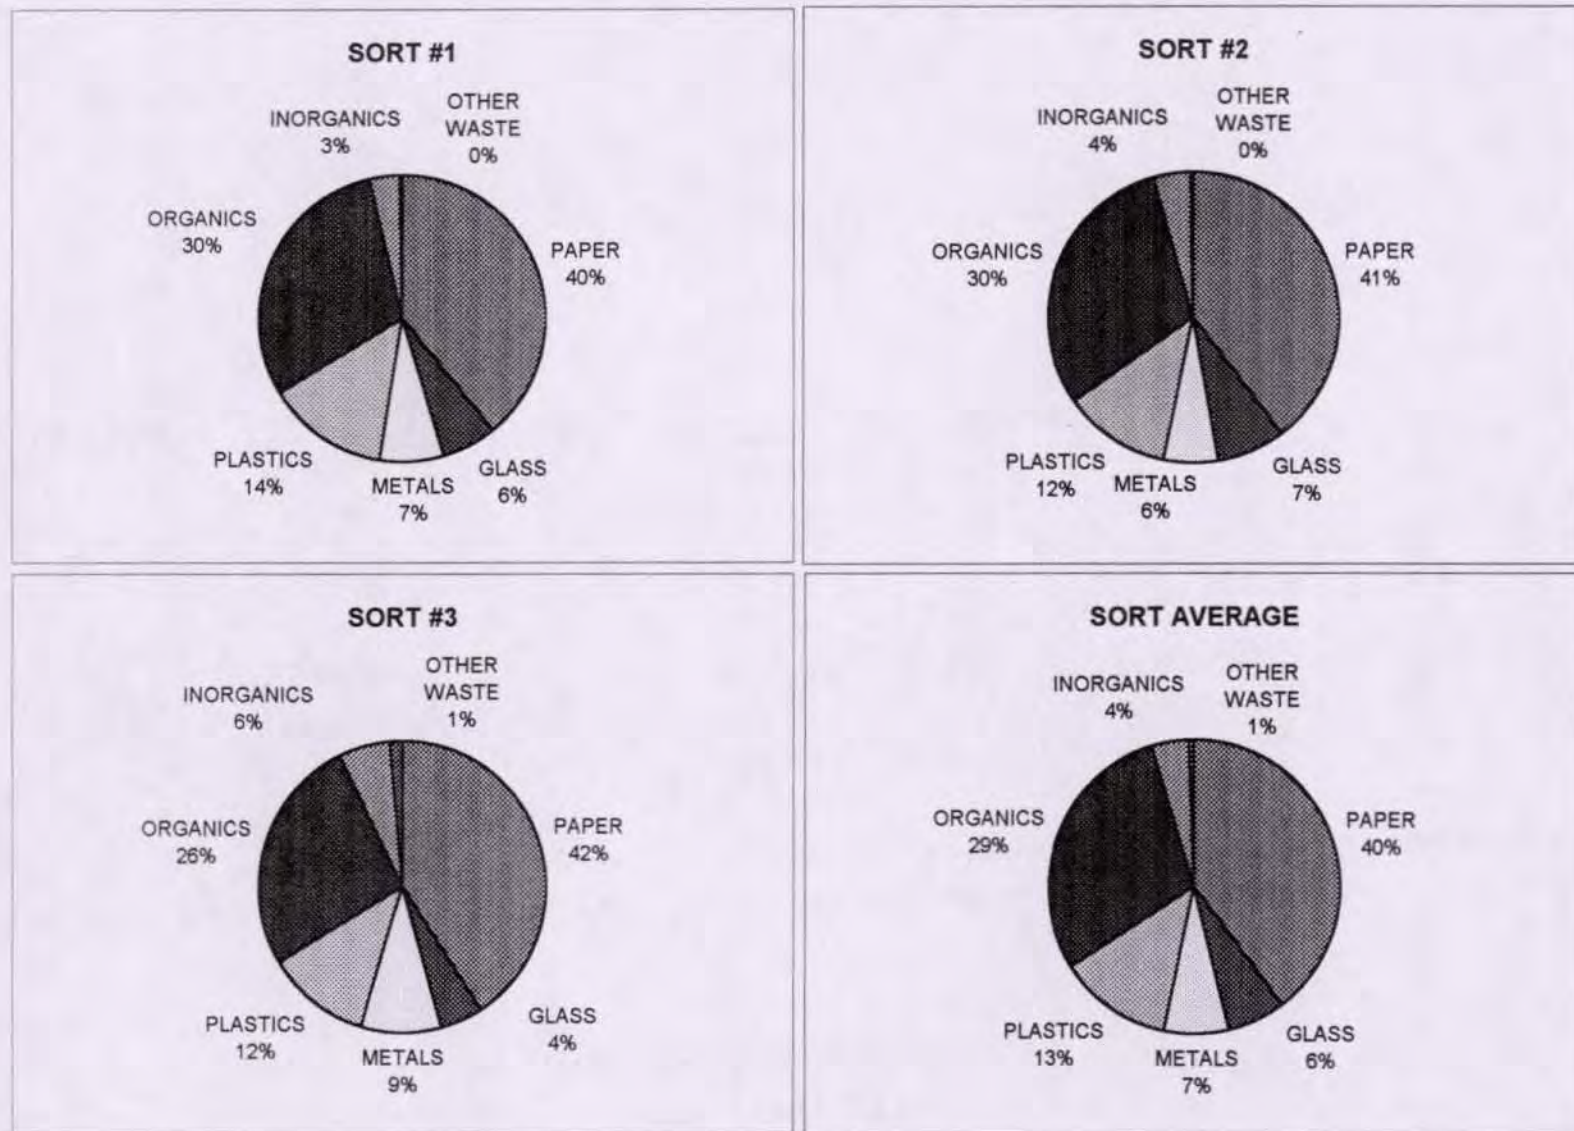 SORT #1
OTHER
WASTE
0%
INORGANICS
3%
ORGANICS
30%
PAPER
40%
PLASTICS
14%
METALS
7%
GLASS
6%
SORT #2
OTHER
WASTE
0%
INORGANICS
4%
ORGANICS
30%
PAPER
41%
PLASTICS
12%
METALS
6%
GLASS
7%
SORT #3
OTHER
WASTE
1%
INORGANICS
6%
ORGANICS
26%
PAPER
42%
PLASTICS
12%
METALS
9%
GLASS
4%
SORT AVERAGE
OTHER
WASTE
1%
INORGANICS
4%
ORGANICS
29%
PAPER
40%
PLASTICS
13%
METALS
7%
GLASS
6%